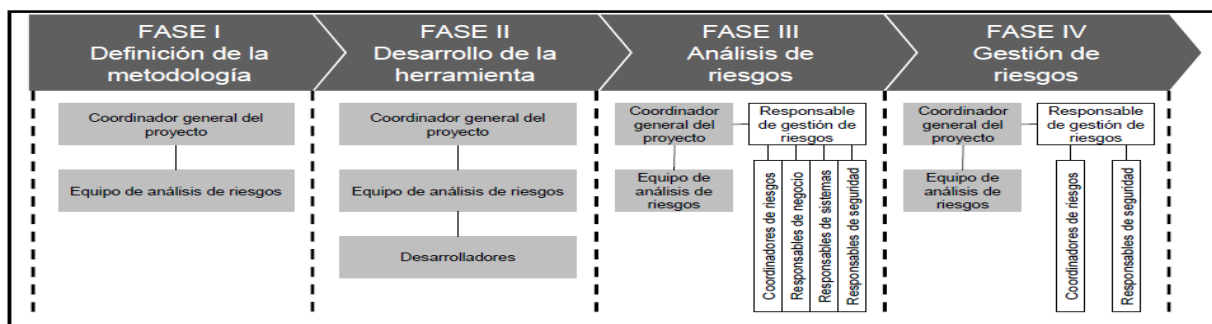 FASE I
Definición de la
metodología
FASE II
Desarrollo de la
herramienta
FASE III
Análisis de
riesgos
FASE IV
Gestión de
riesgos
Coordinador general del
proyecto
Equipo de análisis de riesgos
Coordinador general del
proyecto
Equipo de análisis de riesgos
Desarrolladores
Coordinador
general del
proyecto
Responsable
de gestión de
riesgos
Equipo de
análisis de
riesgos
Coordinadores de riesgos
Responsables de negocio
Responsables de sistemas
Responsables de seguridad
Coordinador
general del
proyecto
Responsable
de gestión de
riesgos
Equipo de
análisis de
riesgos
Coordinadores de riesgos
Responsables de seguridad